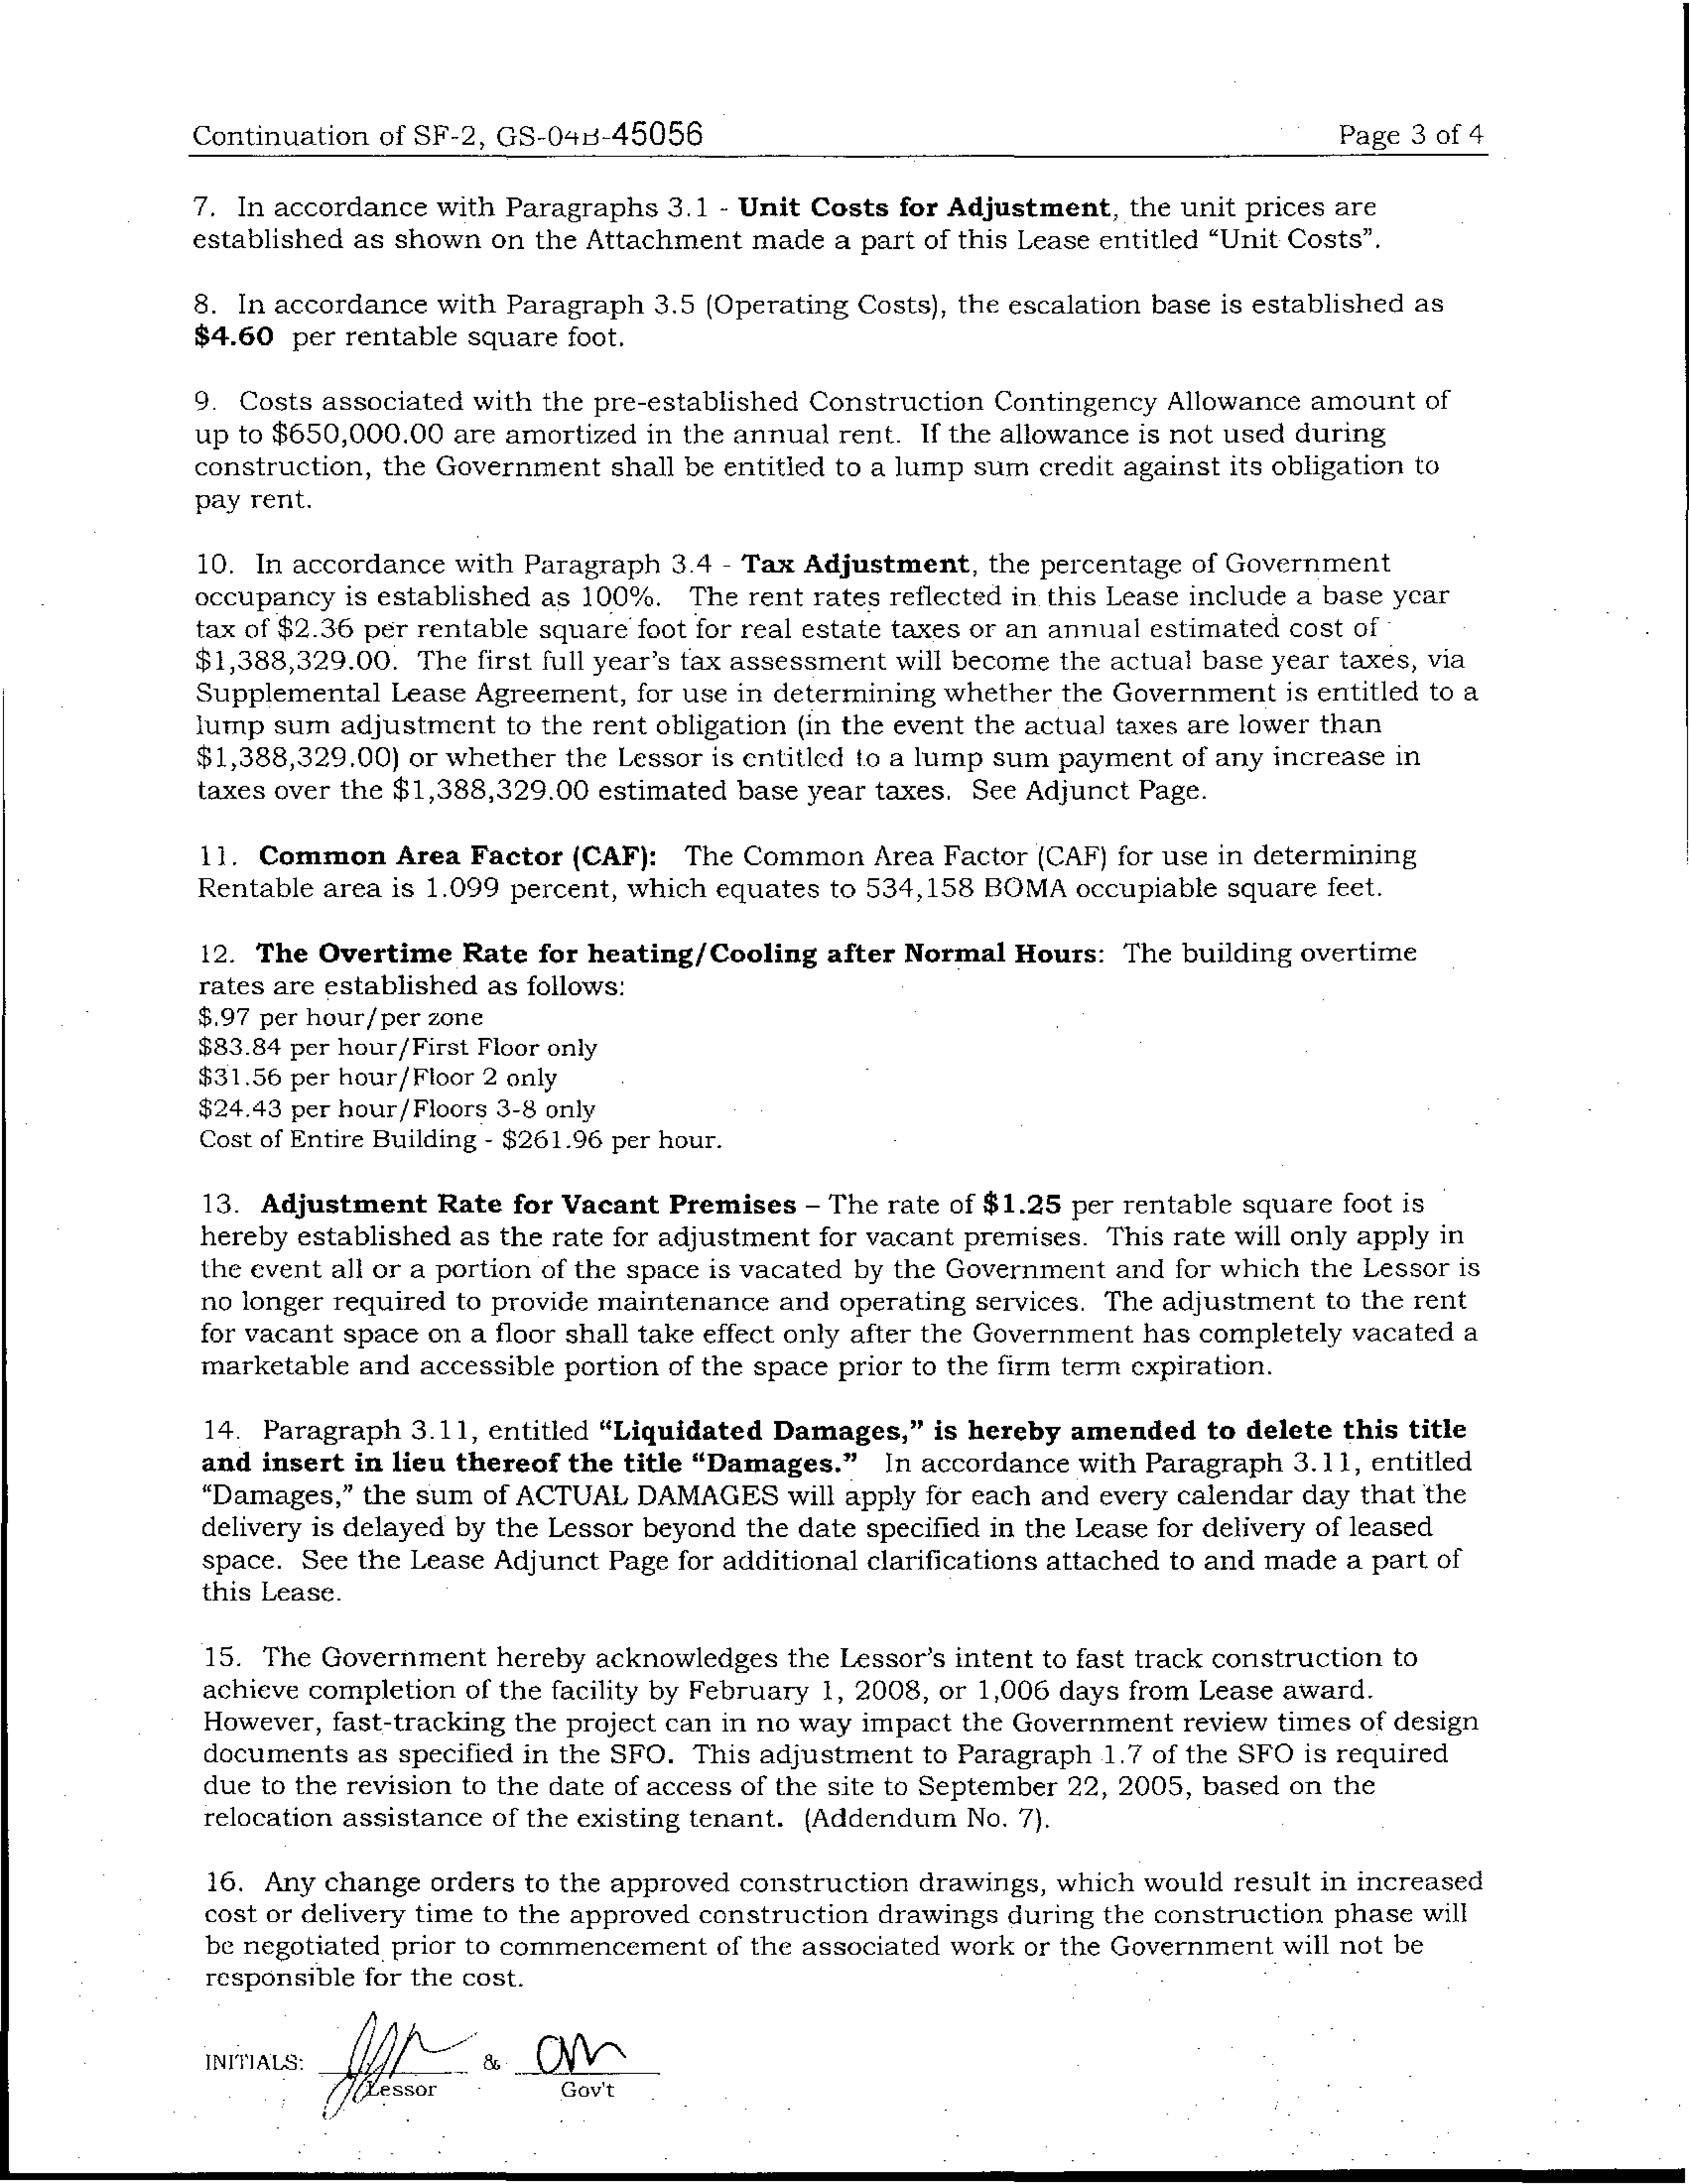 Continuation of SF-2, GS-04B-45056 Page 3 of 4
7. In accordance with Paragraphs 3.1 - Unit Costs for Adjustment, the unit prices are
established as shown on the Attachment made a part of this Lease entitled “Unit Costs”.
8. In accordance with Paragraph 3.5 (Operating Costs), the escalation base is established as
$4.60 per rentable square foot.
9. Costs associated with the pre-established Construction Contingency Allowance amount of
up to $650,000.00 are amortized in the annual rent. If the allowance is not used during
construction, the Government shall be entitled to a lump sum credit against its obligation to
pay rent.
10. In accordance with Paragraph 3.4 - Tax Adjustment, the percentage of Government
occupancy is established as 100%. The rent rates reflected in this Lease include a base year
tax of $2.36 per rentable square foot for real estate taxes or an annual estimated cost of
$1,388,329.00. The first full year’s tax assessment will become the actual base year taxes, via
Supplemental Lease Agreement, for use in determining whether the Government is entitled to a
lump sum adjustment to the rent obligation (in the event the actual taxes are lower than
$1,388,329.00) or whether the Lessor is entitled to a lump sum payment of any increase in
taxes over the $1,388,329.00 estimated base year taxes. See Adjunct Page.
11. Common Area Factor (CAF): The Common Area Factor (CAF) for use in determining
Rentable area is 1.099 percent, which equates to 534,158 BOMA occupiable square feet.
12. The Overtime Rate for heating/Cooling after Normal Hours: The building overtime
rates are established as follows:
$.97 per hour/per zone
$83.84 per hour/First Floor only
$31.56 per hour/Floor 2 only
$24.43 per hour/Floors 3-8 only
Cost of Entire Building - $261.96 per hour.
13. Adjustment Rate for Vacant Premises – The rate of $1.25 per rentable square foot is
hereby established as the rate for adjustment for vacant premises. This rate will only apply in
the event all or a portion of the space is vacated by the Government and for which the Lessor is
no longer required to provide maintenance and operating services. The adjustment to the rent
for vacant space on a floor shall take effect only after the Government has completely vacated a
marketable and accessible portion of the space prior to the firm term expiration.
14. Paragraph 3.11, entitled “Liquidated Damages,” is hereby amended to delete this title
and insert in lieu thereof the title “Damages.” In accordance with Paragraph 3.11, entitled
“Damages,” the sum of ACTUAL DAMAGES will apply for each and every calendar day that the
delivery is delayed by the Lessor beyond the date specified in the Lease for delivery of leased
space. See the Lease Adjunct Page for additional clarifications attached to and made a part of
this Lease.
15. The Government hereby acknowledges the Lessor’s intent to fast track construction to
achieve completion of the facility by February 1, 2008, or 1,006 days from Lease award.
However, fast-tracking the project can in no way impact the Government review times of design
documents as specified in the SFO. This adjustment to Paragraph 1.7 of the SFO is required
due to the revision to the date of access of the site to September 22, 2005, based on the
relocation assistance of the existing tenant. (Addendum No. 7).
16. Any change orders to the approved construction drawings, which would result in increased
cost or delivery time to the approved construction drawings during the construction phase will
be negotiated prior to commencement of the associated work or the Government will not be
responsible for the cost.
INITIALS: &
Lessor Gov't